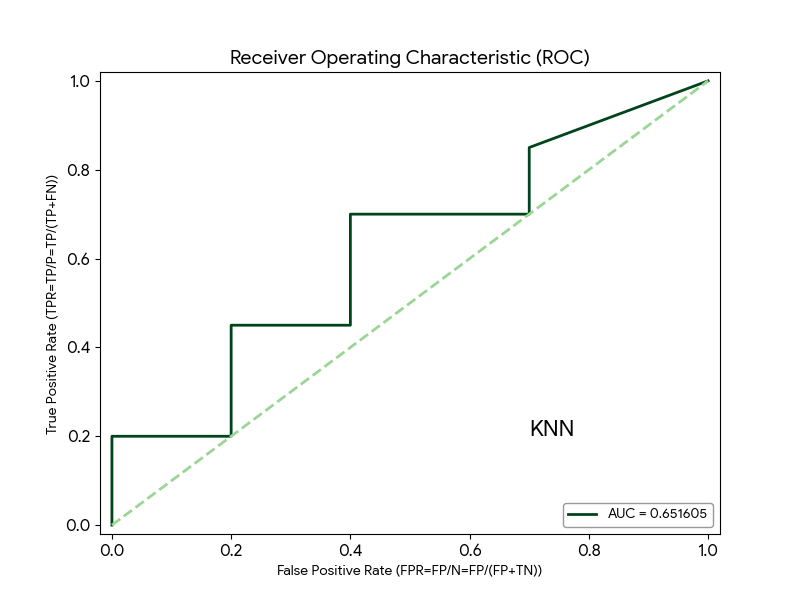 Receiver Operating Characteristic (ROC)
True Positive Rate (TPR=TP/P=TP/(TP+FN))
1.0
0.8
0.6
0.4
0.2
0.0
KNN
AUC = 0.651605
0.0 0.2 0.4 0.6 0.8 1.0
False Positive Rate (FPR=FP/N=FP/(FP+TN))